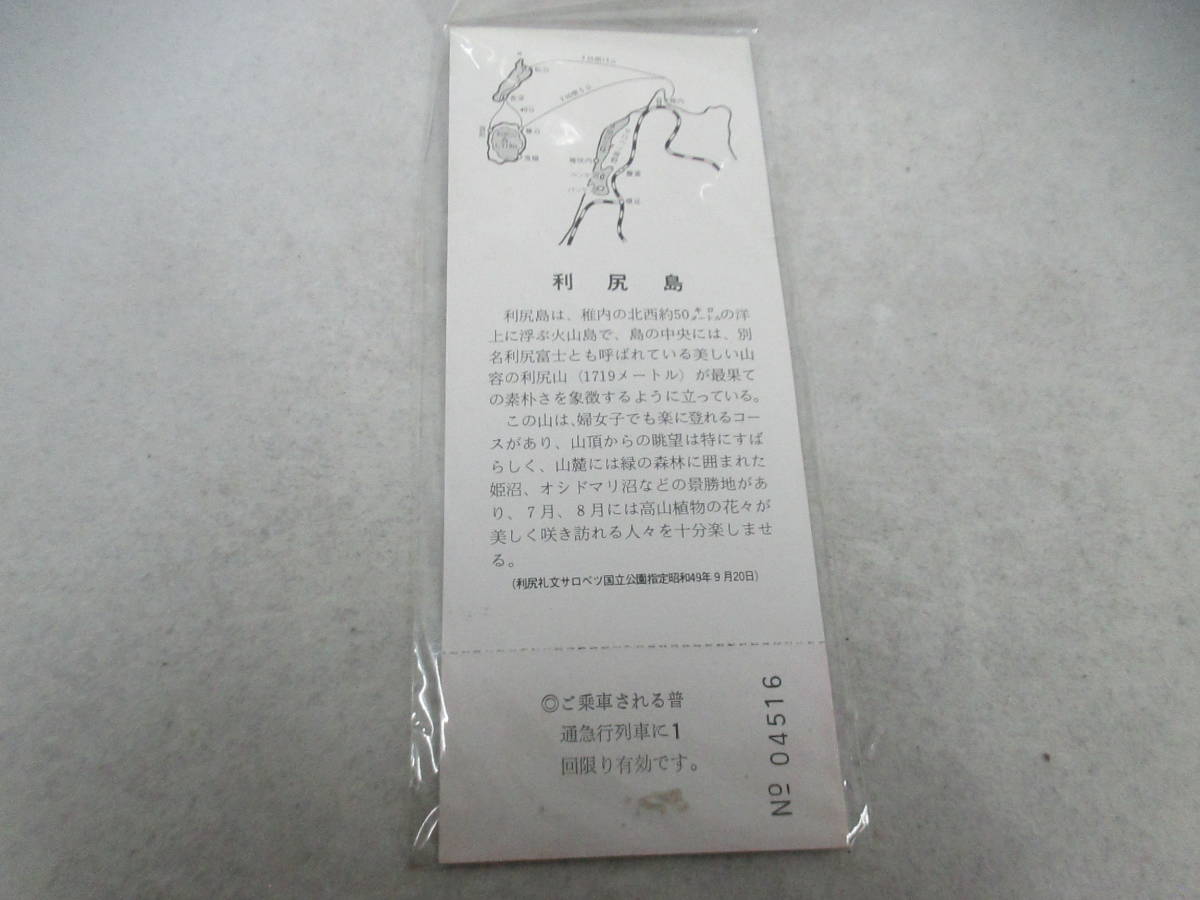 利尻島
利尻島は、稚内の北西約50キロメートルの洋
上に浮ぶ火山島で、島の中央には、別
名利尻富士とも呼ばれている美しい山
容の利尻山（1719メートル）が最果て
の素朴さを象徴するように立っている。
この山は、婦女子でも楽に登れるコー
スがあり、山頂からの眺望は特にすば
らしく、山麓には緑の森林に囲まれた
姫沼、オシドマリ沼などの景勝地があ
り、7月、8月には高山植物の花々が
美しく咲き訪れる人々を十分楽しませ
る。
(利尻礼文サロベツ国立公園指定昭和49年9月20日)
◎ご乗車される普
通急行列車に1
回限り有効です。
№ 04516